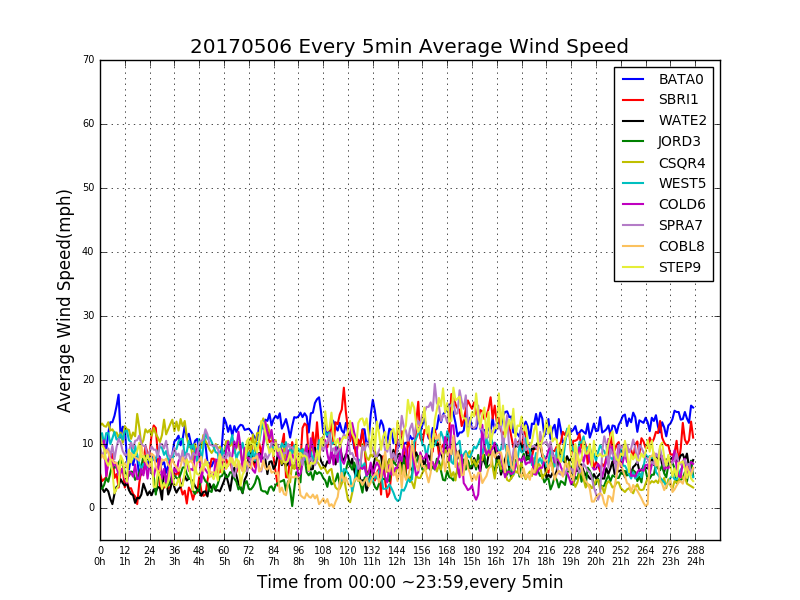 20170506 Every 5min Average Wind Speed
70
60
50
40
30
20
10
0
Average Wind Speed(mph)
BATA0
SBRI1
WATE2
JORD3
CSQR4
WEST5
COLD6
SPRA7
COBL8
STEP9
0 12 24 36 48 60 72 84 96 108 120 132 144 156 168 180 192 204 216 228 240 252 264 276 288
0h 1h 2h 3h 4h 5h 6h 7h 8h 9h 10h 11h 12h 13h 14h 15h 16h 17h 18h 19h 20h 21h 22h 23h 24h
Time from 00:00 ~23:59,every 5min